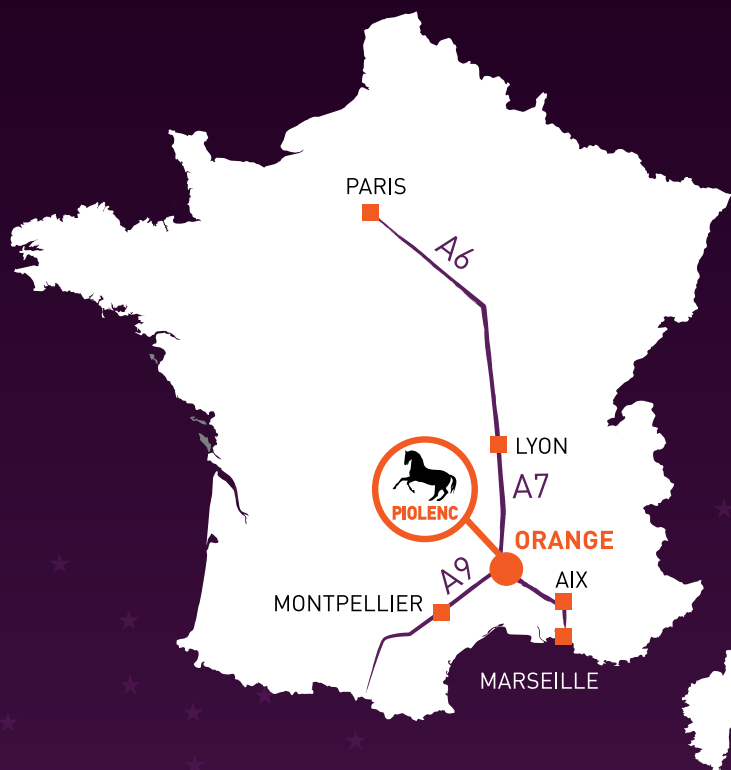 PARIS
A6
LYON
A7
PIOLENC
ORANGE
A9
AIX
MONTPELLIER
MARSEILLE